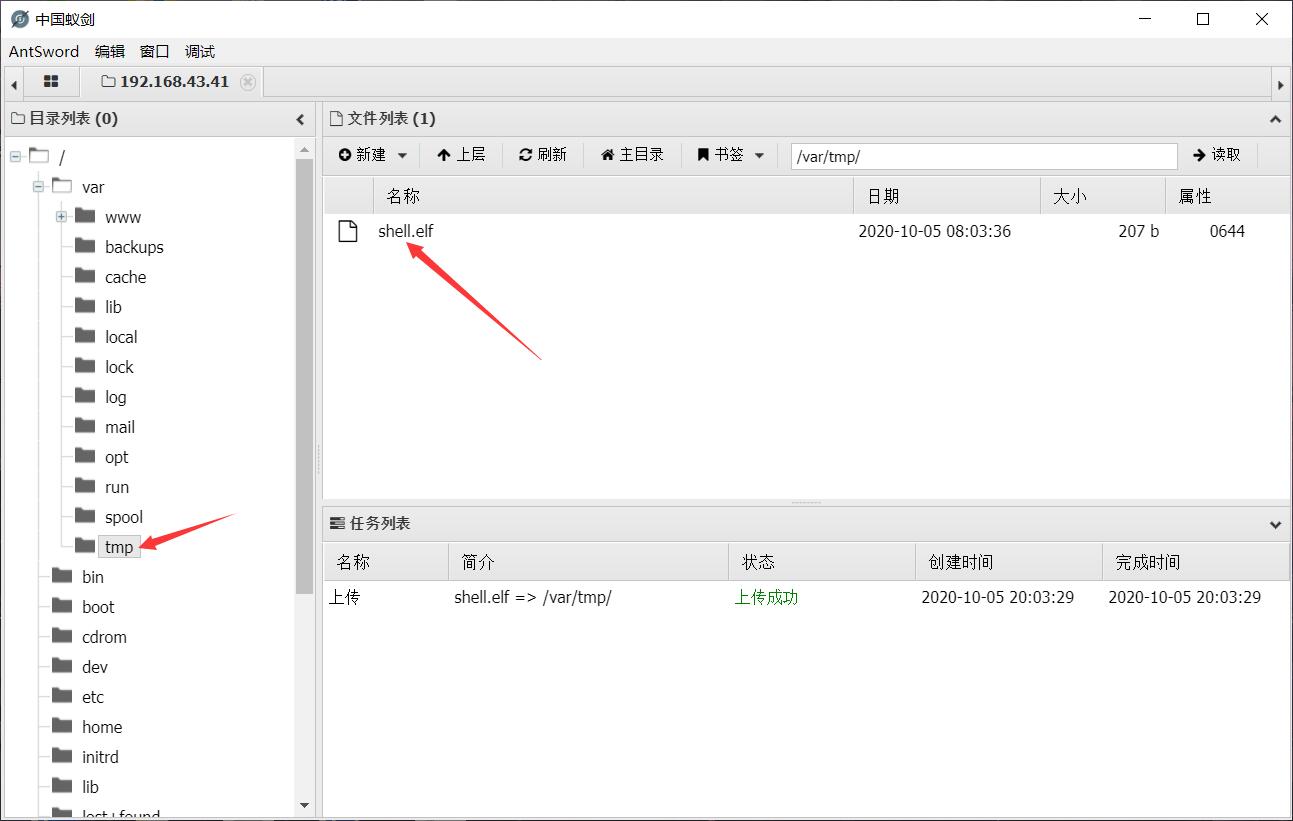 中国蚁剑
AntSword 编辑 窗口 调试
192.168.43.41
目录列表 (0)
/
var
www
backups
cache
lib
local
lock
log
mail
opt
run
spool
tmp
bin
boot
cdrom
dev
etc
home
initrd
lib
lost+found
文件列表 (1)
新建 上层 刷新 主目录 书签 /var/tmp/ 读取
名称 日期 大小 属性
shell.elf 2020-10-05 08:03:36 207 b 0644
任务列表
名称 简介 状态 创建时间 完成时间
上传 shell.elf => /var/tmp/ 上传成功 2020-10-05 20:03:29 2020-10-05 20:03:29